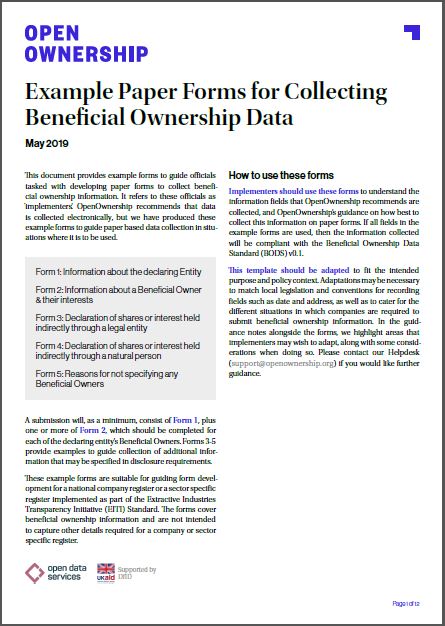 OPEN
OWNERSHIP
Example Paper Forms for Collecting
Beneficial Ownership Data
May 2019
This document provides example forms to guide officials
tasked with developing paper forms to collect benefi-
cial ownership information. It refers to these officials as
'implementers'. OpenOwnership recommends that data
is collected electronically, but we have produced these
example forms to guide paper based data collection in situ-
ations where it is to be used.
Form 1: Information about the declaring Entity
Form 2: Information about a Beneficial Owner
& their interests
Form 3: Declaration of shares or interest held
indirectly through a legal entity
Form 4: Declaration of shares or interest held
indirectly through a natural person
Form 5: Reasons for not specifying any
Beneficial Owners
A submission will, as a minimum, consist of Form 1, plus
one or more of Form 2, which should be completed for
each of the declaring entity's Beneficial Owners. Forms 3-5
provide examples to guide collection of additional infor-
mation that may be specified in disclosure requirements.
These example forms are suitable for guiding form devel-
opment for a national company register or a sector specific
register implemented as part of the Extractive Industries
Transparency Initiative (EITI) Standard. The forms cover
beneficial ownership information and are not intended
to capture other details required for a company or sector
specific register.
How to use these forms
Implementers should use these forms to understand the
information fields that OpenOwnership recommends are
collected, and OpenOwnership's guidance on how best to
collect this information on paper forms. If all fields in the
example forms are used, then the information collected
will be compliant with the Beneficial Ownership Data
Standard (BODS) v0.1.
This template should be adapted to fit the intended
purpose and policy context. Adaptations may be necessary
to match local legislation and conventions for recording
fields such as date and address, as well as to cater for the
different situations in which companies are required to
submit beneficial ownership information. In the guid-
ance notes alongside the forms, we highlight areas that
implementers may wish to adapt, along with some consid-
erations when doing so. Please contact our Helpdesk
(support@openownership.org) if you would like further
guidance.
open data
services
UKaid
Supported by
DfID
Page 1 of 12